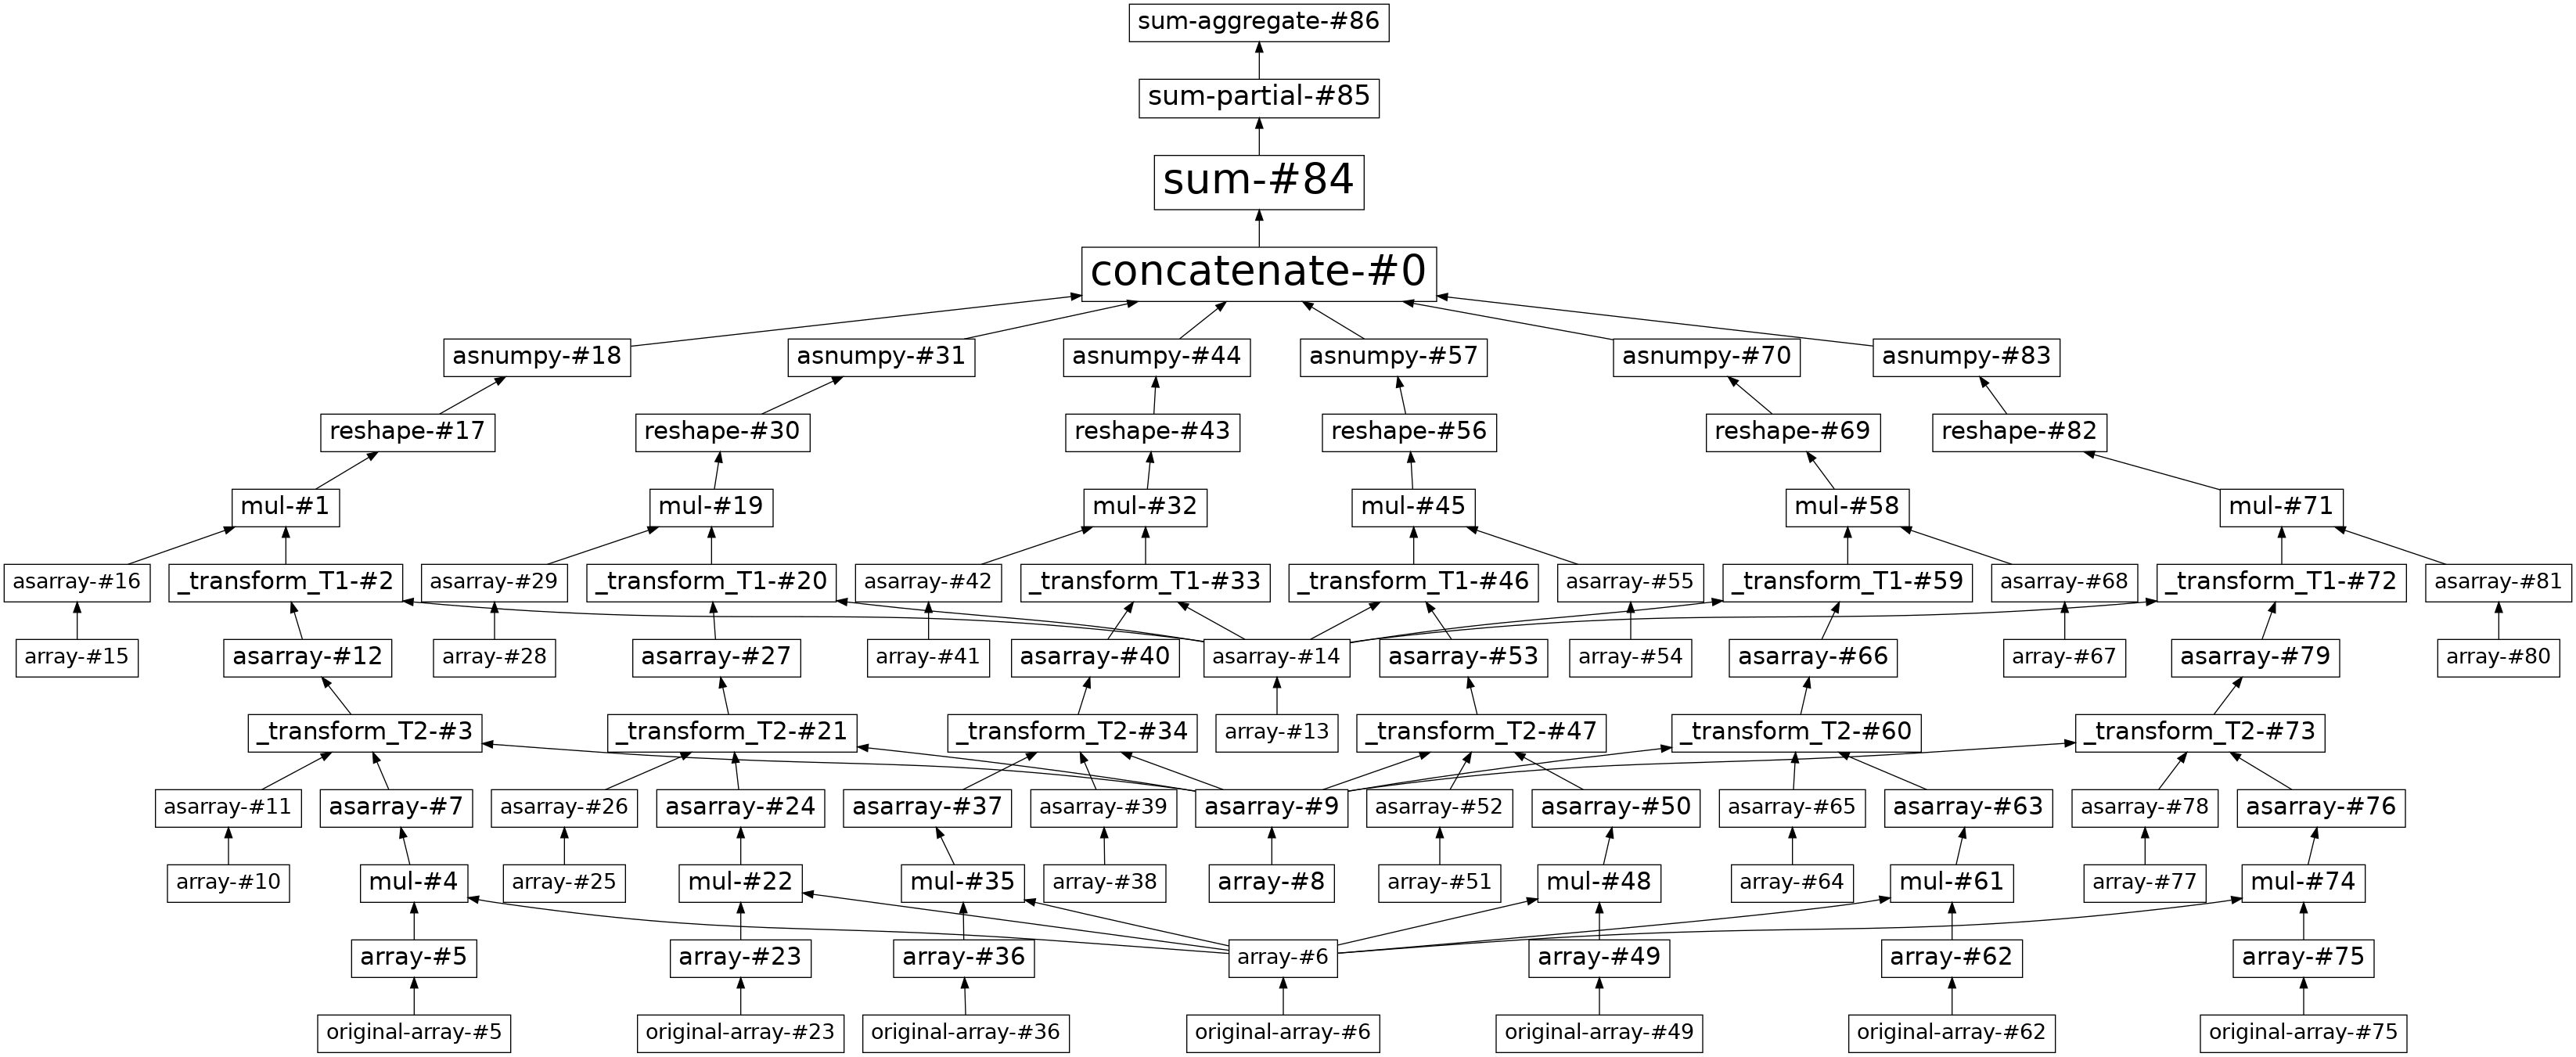 sum-aggregate-#86
sum-partial-#85
sum-#84
concatenate-#0
asnumpy-#18
asnumpy-#31
asnumpy-#44
asnumpy-#57
asnumpy-#70
asnumpy-#83
reshape-#17
reshape-#30
reshape-#43
reshape-#56
reshape-#69
reshape-#82
mul-#1
mul-#19
mul-#32
mul-#45
mul-#58
mul-#71
asarray-#16
_transform_T1-#2
asarray-#29
_transform_T1-#20
asarray-#42
_transform_T1-#33
_transform_T1-#46
asarray-#55
_transform_T1-#59
asarray-#68
_transform_T1-#72
asarray-#81
array-#15
asarray-#12
array-#28
asarray-#27
array-#41
asarray-#40
asarray-#14
asarray-#53
array-#54
asarray-#66
array-#67
asarray-#79
array-#80
_transform_T2-#3
_transform_T2-#21
_transform_T2-#34
array-#13
_transform_T2-#47
_transform_T2-#60
_transform_T2-#73
asarray-#11
asarray-#7
asarray-#26
asarray-#24
asarray-#37
asarray-#39
asarray-#9
asarray-#52
asarray-#50
asarray-#65
asarray-#63
asarray-#78
asarray-#76
array-#10
mul-#4
array-#25
mul-#22
mul-#35
array-#38
array-#8
array-#51
mul-#48
array-#64
mul-#61
array-#77
mul-#74
array-#5
array-#23
array-#36
array-#6
array-#49
array-#62
array-#75
original-array-#5
original-array-#23
original-array-#36
original-array-#6
original-array-#49
original-array-#62
original-array-#75